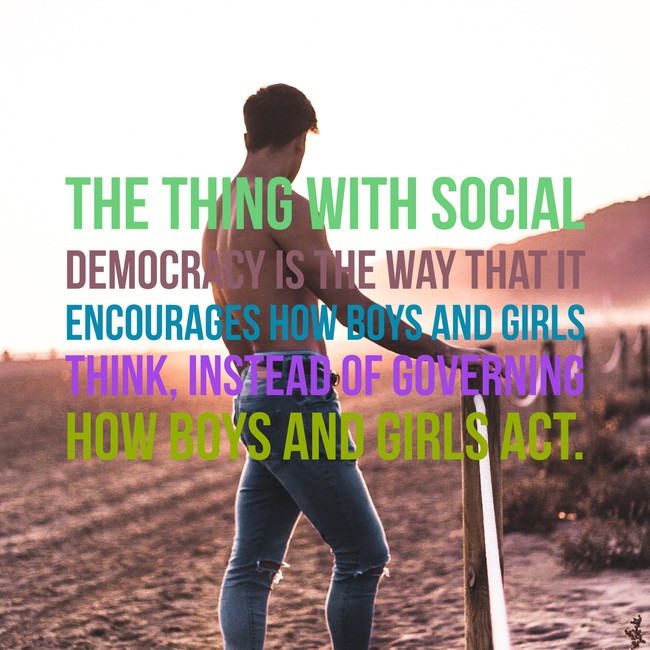 THE THING WITH SOCIAL
DEMOCRACY IS THE WAY THAT IT
ENCOURAGES HOW BOYS AND GIRLS
THINK, INSTEAD OF GOVERNING
HOW BOYS AND GIRLS ACT.